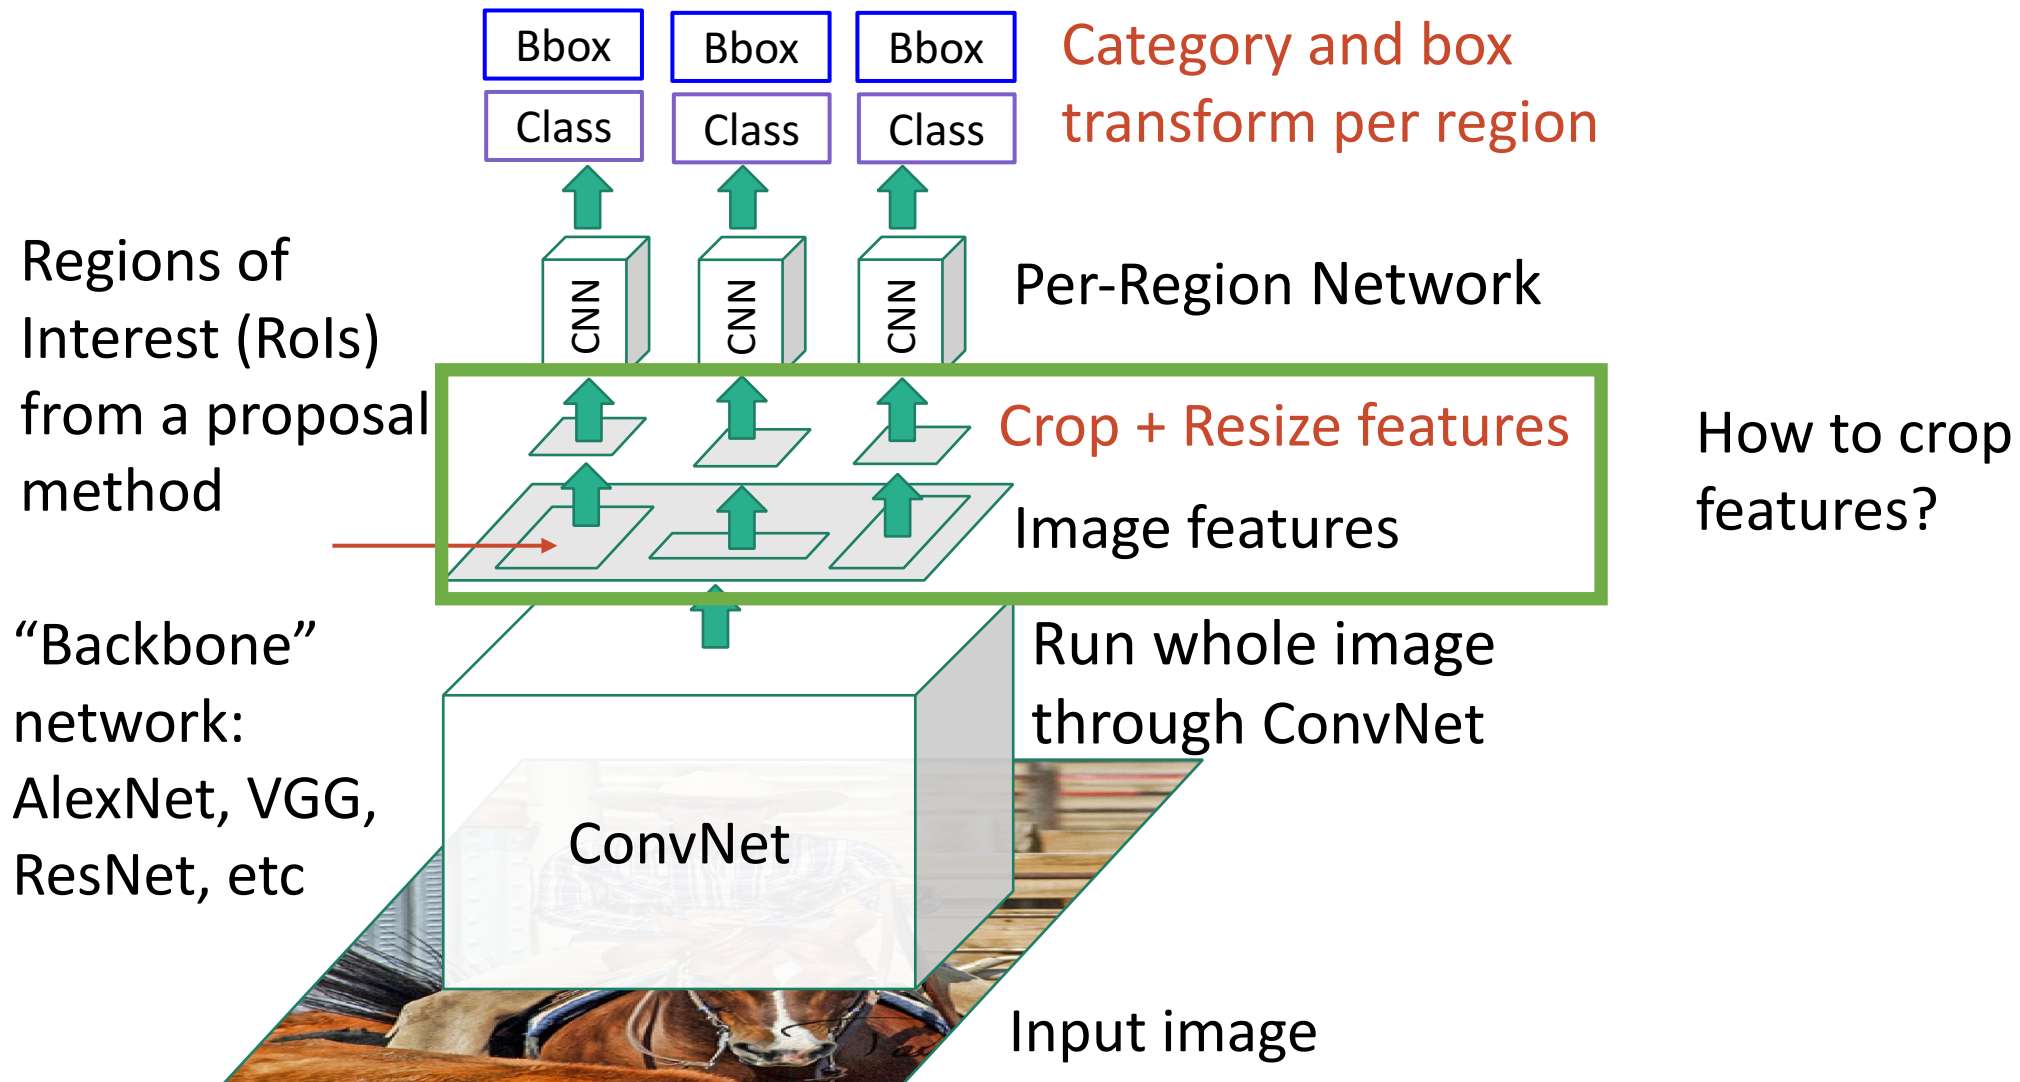 Bbox
Bbox
Bbox
Class
Class
Class
Category and box
transform per region
Regions of
Interest (RoIs)
from a proposal
method
CNN
CNN
CNN
Per-Region Network
Crop + Resize features
Image features
How to crop
features?
“Backbone”
network:
AlexNet, VGG,
ResNet, etc
Run whole image
through ConvNet
ConvNet
Input image